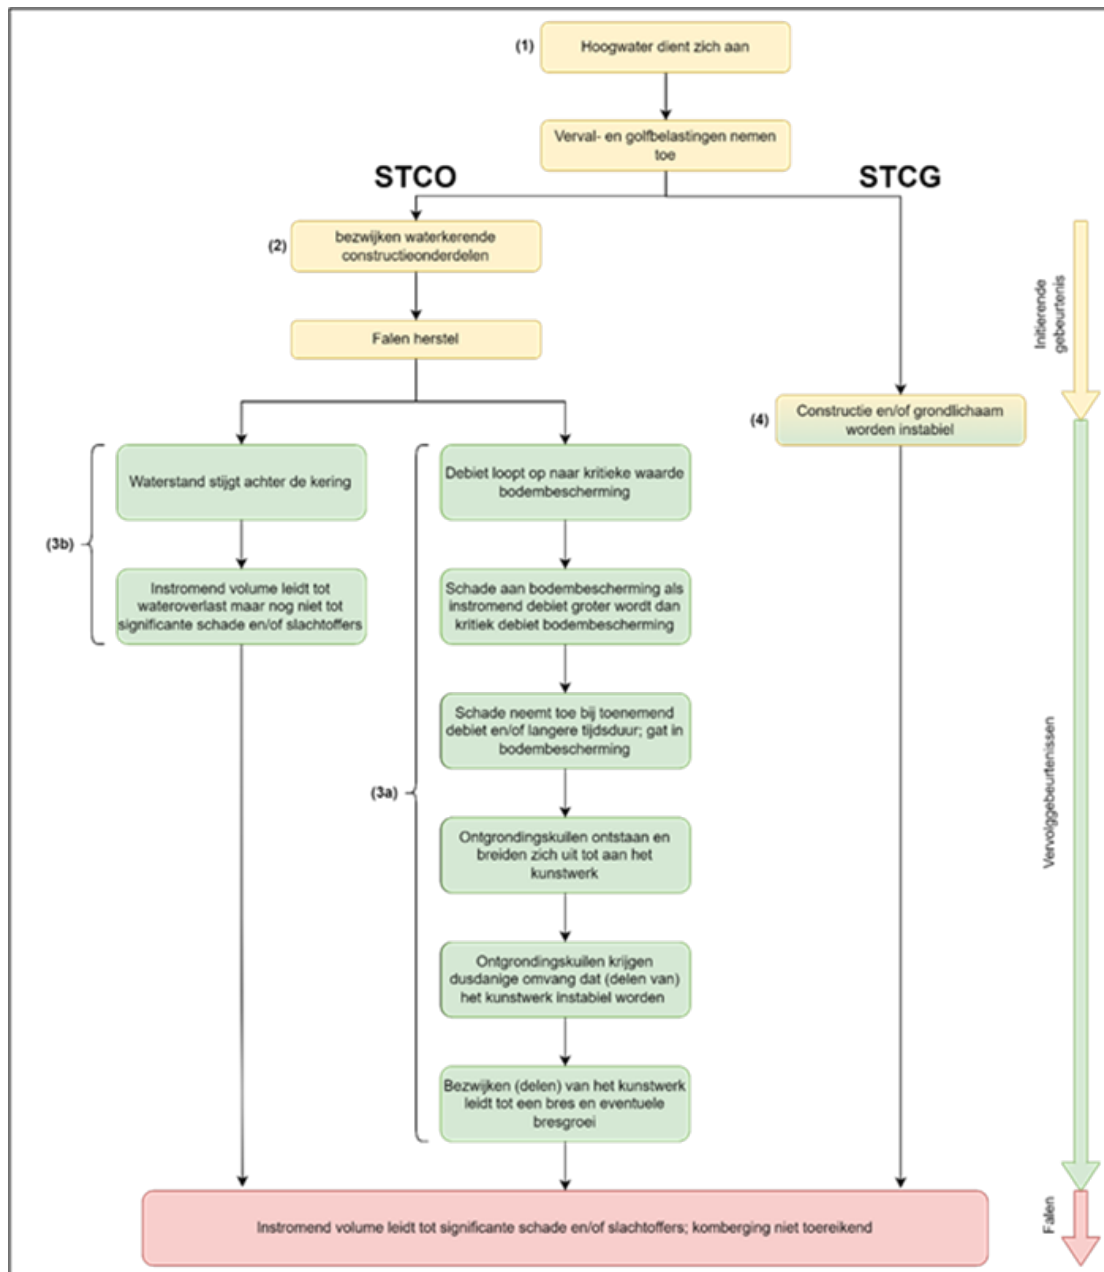 (1)
Hoogwater dient zich aan
Verval- en golfbelastingen nemen
toe
STCO
STCG
(2)
bezwijken waterkerende
constructieonderdelen
Falen herstel
Initiërende
gebeurtenis
(4)
Constructie en/of grondlichaam
worden instabiel
(3b)
Waterstand stijgt achter de kering
Instromend volume leidt tot
wateroverlast maar nog niet tot
significante schade en/of slachtoffers
(3a)
Debiet loopt op naar kritieke waarde
bodembescherming
Schade aan bodembescherming als
instromend debiet groter wordt dan
kritiek debiet bodembescherming
Schade neemt toe bij toenemend
debiet en/of langere tijdsduur; gat in
bodembescherming
Ontgrondingskuilen ontstaan en
breiden zich uit tot aan het
kunstwerk
Ontgrondingskuilen krijgen
dusdanige omvang dat (delen van)
het kunstwerk instabiel worden
Bezwijken (delen) van het kunstwerk
leidt tot een bres en eventuele
bresgroei
Vervolggebeurtenissen
Instromend volume leidt tot significante schade en/of slachtoffers; komberging niet toereikend
Falen